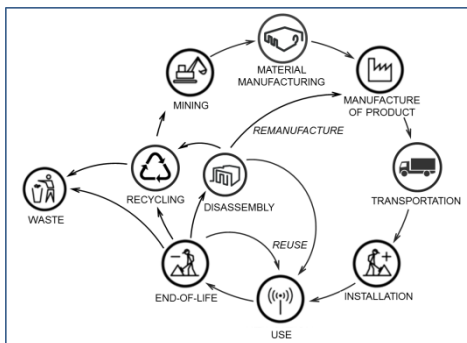 MATERIAL
MANUFACTURING
MINING
MANUFACTURE
OF PRODUCT
REMANUFACTURE
WASTE
RECYCLING
DISASSEMBLY
TRANSPORTATION
REUSE
END-OF-LIFE
INSTALLATION
USE